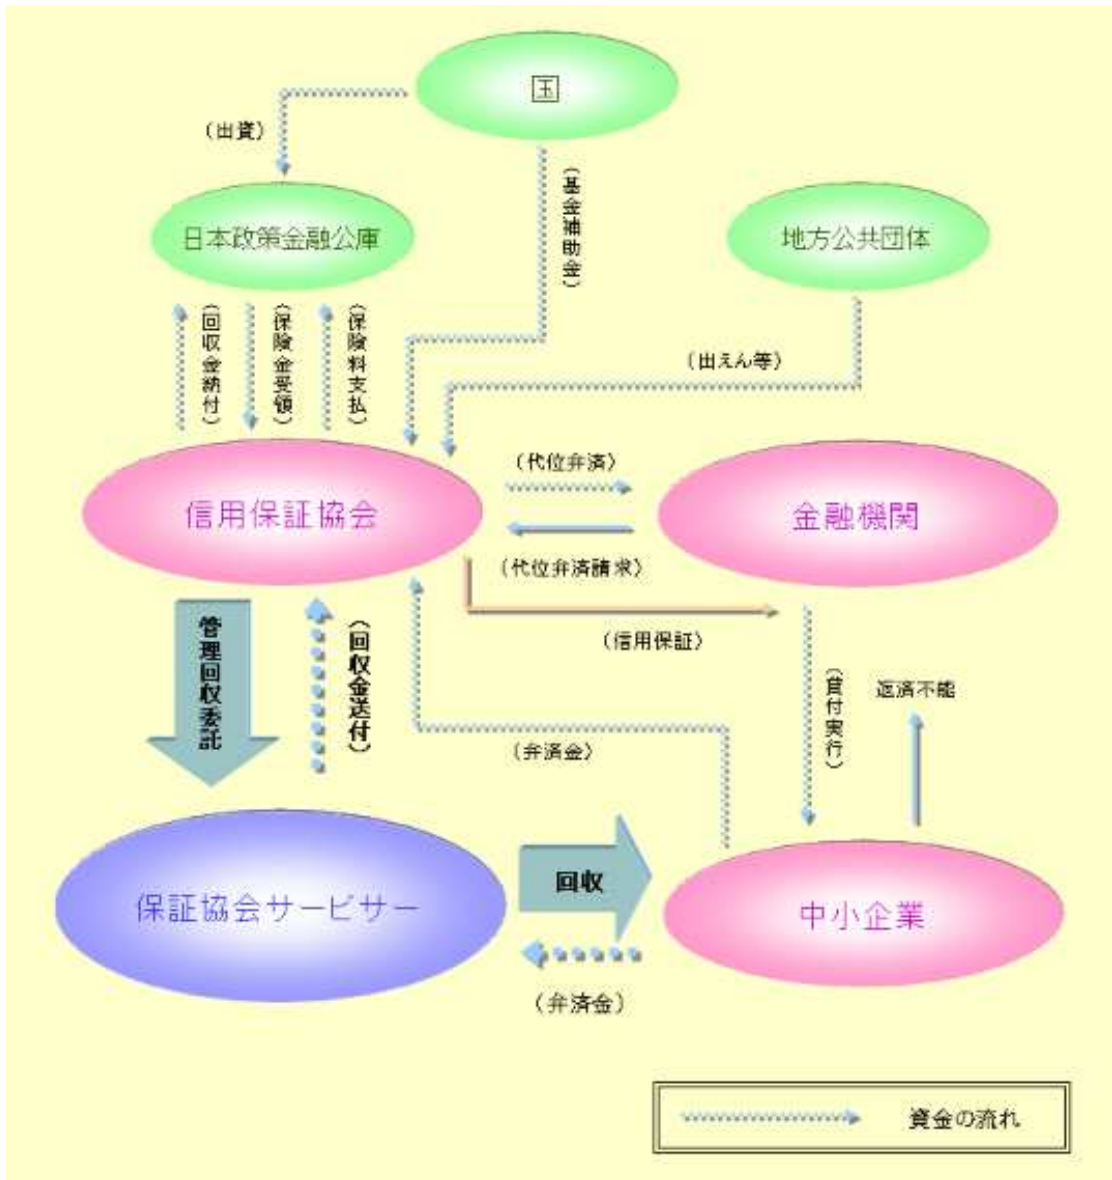 国
(出資)
(基金補助金)
日本政策金融公庫
地方公共団体
(回収金納付)
(保険金受領)
(保険料支払)
(出えん等)
(代位弁済)
信用保証協会
金融機関
(代位弁済請求)
(信用保証)
管理回収委託
(回収金送付)
(貸付実行)
返済不能
(弁済金)
保証協会サービサー
回収
中小企業
(弁済金)
資金の流れ